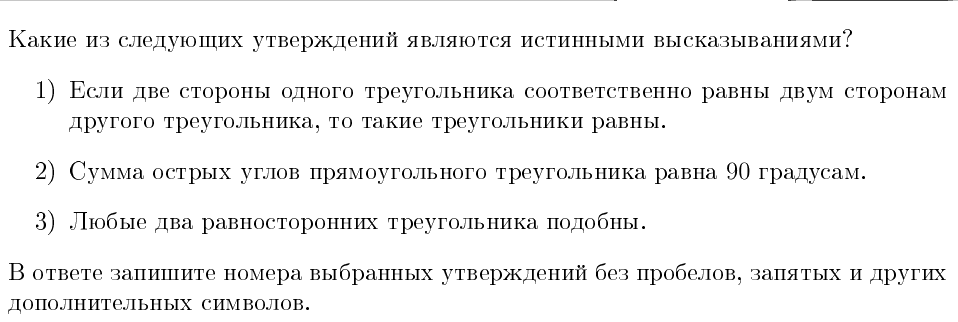 Какие из следующих утверждений являются истинными высказываниями?
1) Если две стороны одного треугольника соответственно равны двум сторонам
другого треугольника, то такие треугольники равны.
2) Сумма острых углов прямоугольного треугольника равна 90 градусам.
3) Любые два равносторонних треугольника подобны.
В ответе запишите номера выбранных утверждений без пробелов, запятых и других
дополнительных символов.